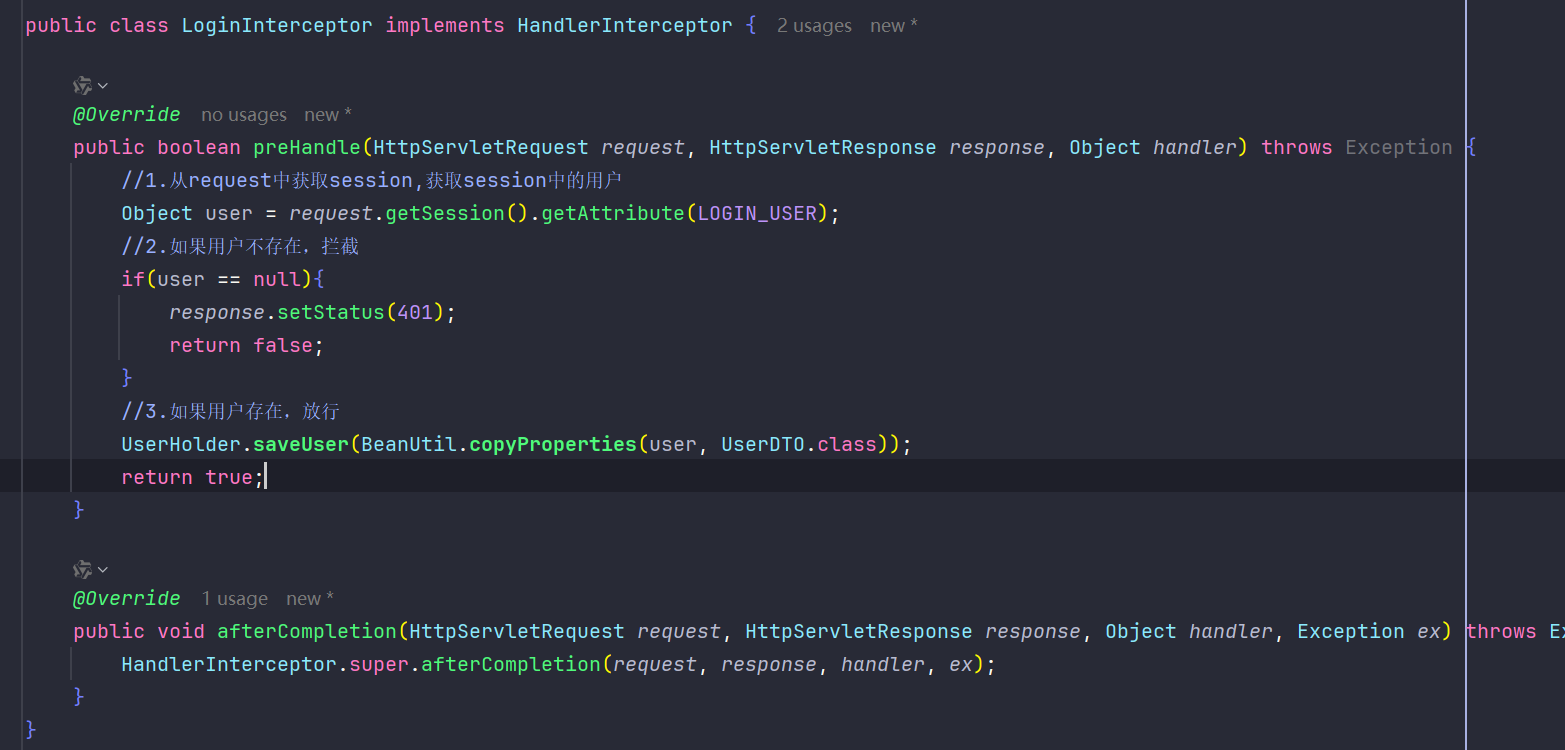 public class LoginInterceptor implements HandlerInterceptor {  2 usages  new *
@Override  no usages  new *
public boolean preHandle(HttpServletRequest request, HttpServletResponse response, Object handler) throws Exception {
//1.从request中获取session,获取session中的用户
Object user = request.getSession().getAttribute(LOGIN_USER);
//2.如果用户不存在，拦截
if(user == null){
response.setStatus(401);
return false;
}
//3.如果用户存在，放行
UserHolder.saveUser(BeanUtil.copyProperties(user, UserDTO.class));
return true;
}
@Override  1 usage  new *
public void afterCompletion(HttpServletRequest request, HttpServletResponse response, Object handler, Exception ex) throws
HandlerInterceptor.super.afterCompletion(request, response, handler, ex);
}
}